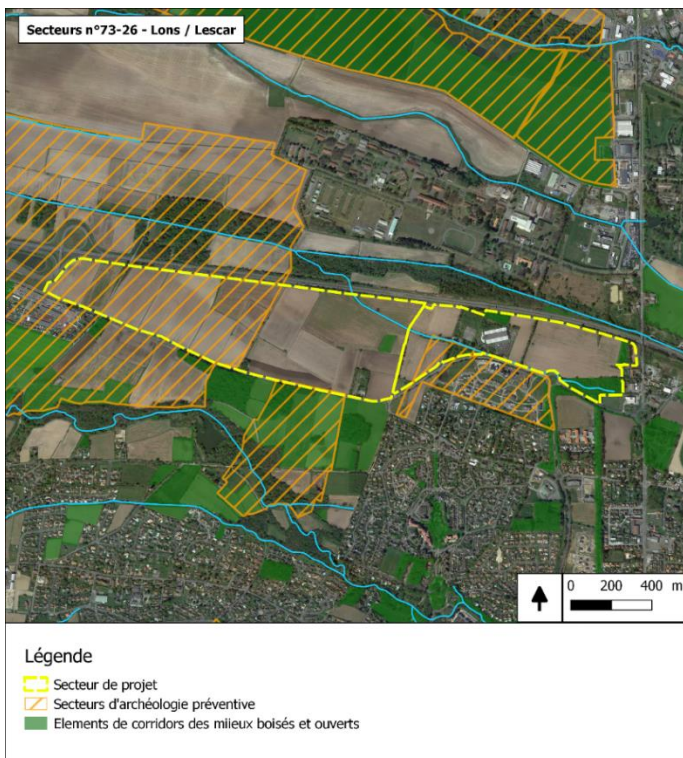 Secteurs n°73-26 - Lons / Lescar
0 200 400 m
Légende
Secteur de projet
Secteurs d'archéologie préventive
Elements de corridors des miieux boisés et ouverts